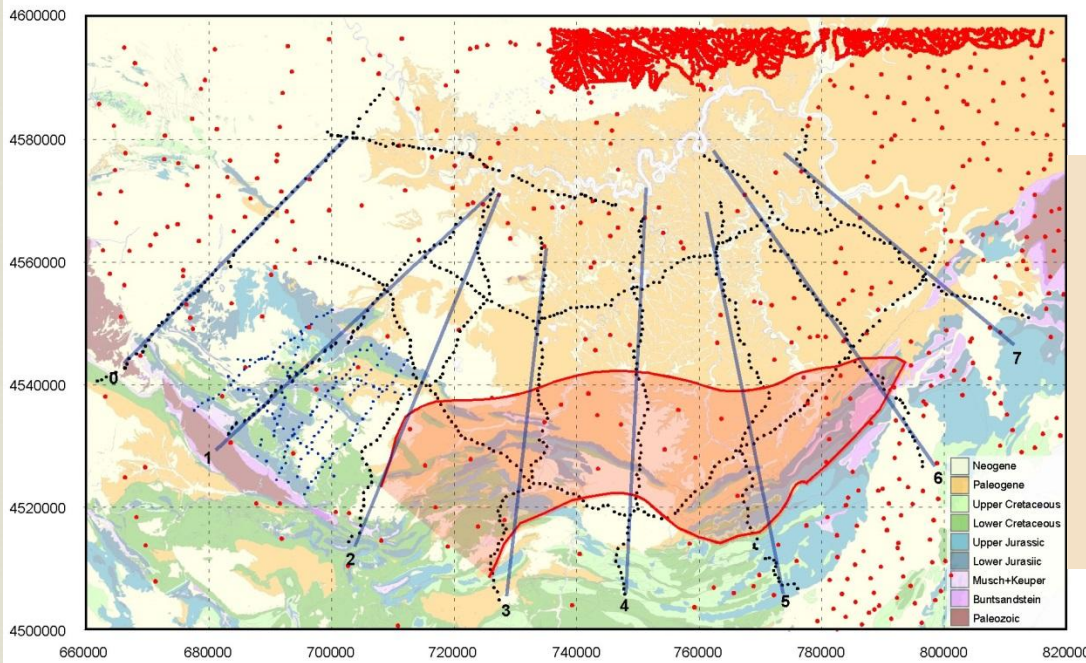 4600000
4580000
4560000
4540000
4520000
4500000
0
1
2
3
4
5
6
7
Neogene
Paleogene
Upper Cretaceous
Lower Cretaceous
Upper Jurassic
Lower Jurasiic
Musch+Keuper
Buntsandstein
Paleozoic
660000 680000 700000 720000 740000 760000 780000 800000 820000